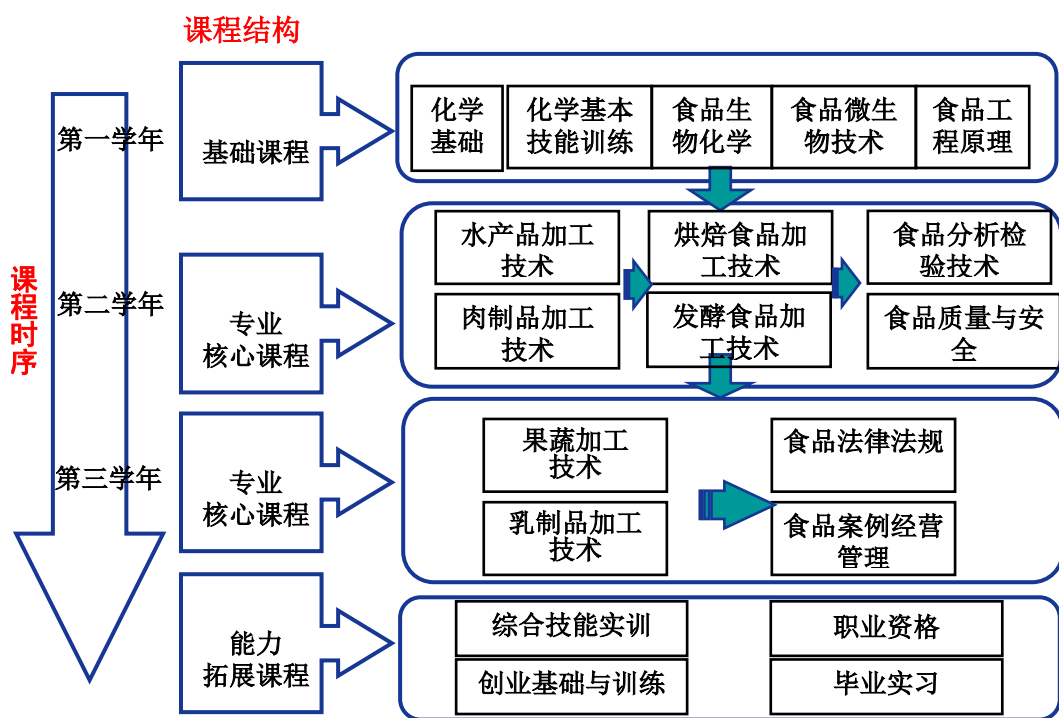 课程结构
课程时序
第一学年
基础课程
化学
基础
化学基本
技能训练
食品生
物化学
食品微生
物技术
食品工
程原理
第二学年
专业
核心课程
水产品加工
技术
烘焙食品加
工技术
食品分析检
验技术
肉制品加工
技术
发酵食品加
工技术
食品质量与安
全
第三学年
专业
核心课程
果蔬加工
技术
食品法律法规
乳制品加工
技术
食品案例经营
管理
能力
拓展课程
综合技能实训
职业资格
创业基础与训练
毕业实习